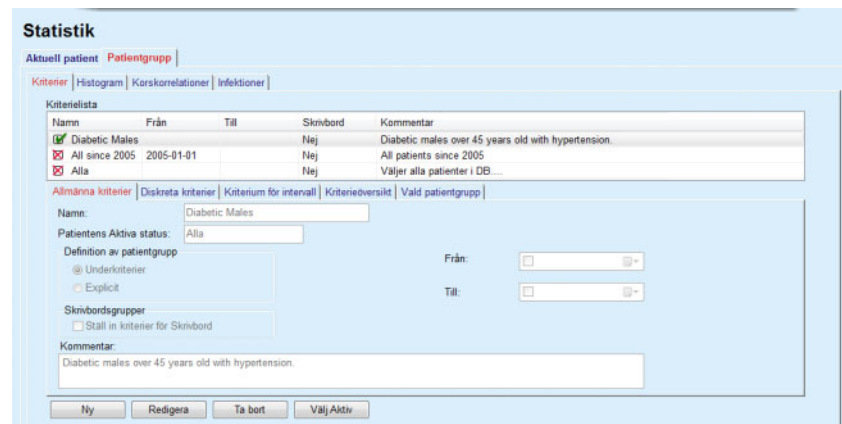 Statistik
Aktuell patient Patientgrupp
Kriterier Histogram Korskorrelationer Infektioner
Kriterielista
Namn Från Till Skrivbord Kommentar
Diabetic Males Nej Diabetic males over 45 years old with hypertension.
All since 2005 2005-01-01 Nej All patients since 2005
Alla Nej Väljer alla patienter i DB....
Allmänna kriterier Diskreta kriterier Kriterium för intervall Kriterieöversikt Vald patientgrupp
Namn: Diabetic Males
Patientens Aktiva status: Alla
Definition av patientgrupp
Från:
Underkriterier
Explicit
Till:
Skrivbordsgrupper
Ställ in kriterier för Skrivbord
Kommentar:
Diabetic males over 45 years old with hypertension.
Ny Redigera Ta bort Välj Aktiv